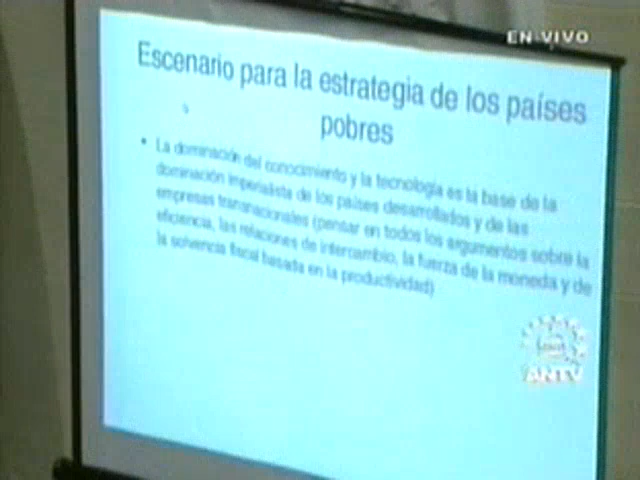 EN VIVO
Escenario para la estrategia de los países
pobres
• La dominación del conocimiento y la tecnología es la base de la
dominación imperialista de los países desarrollados y de las
empresas transnacionales (pensar en todos los argumentos sobre la
eficiencia, las relaciones de intercambio, la fuerza de la moneda y de
la solvencia fiscal basada en la productividad)
ANTV